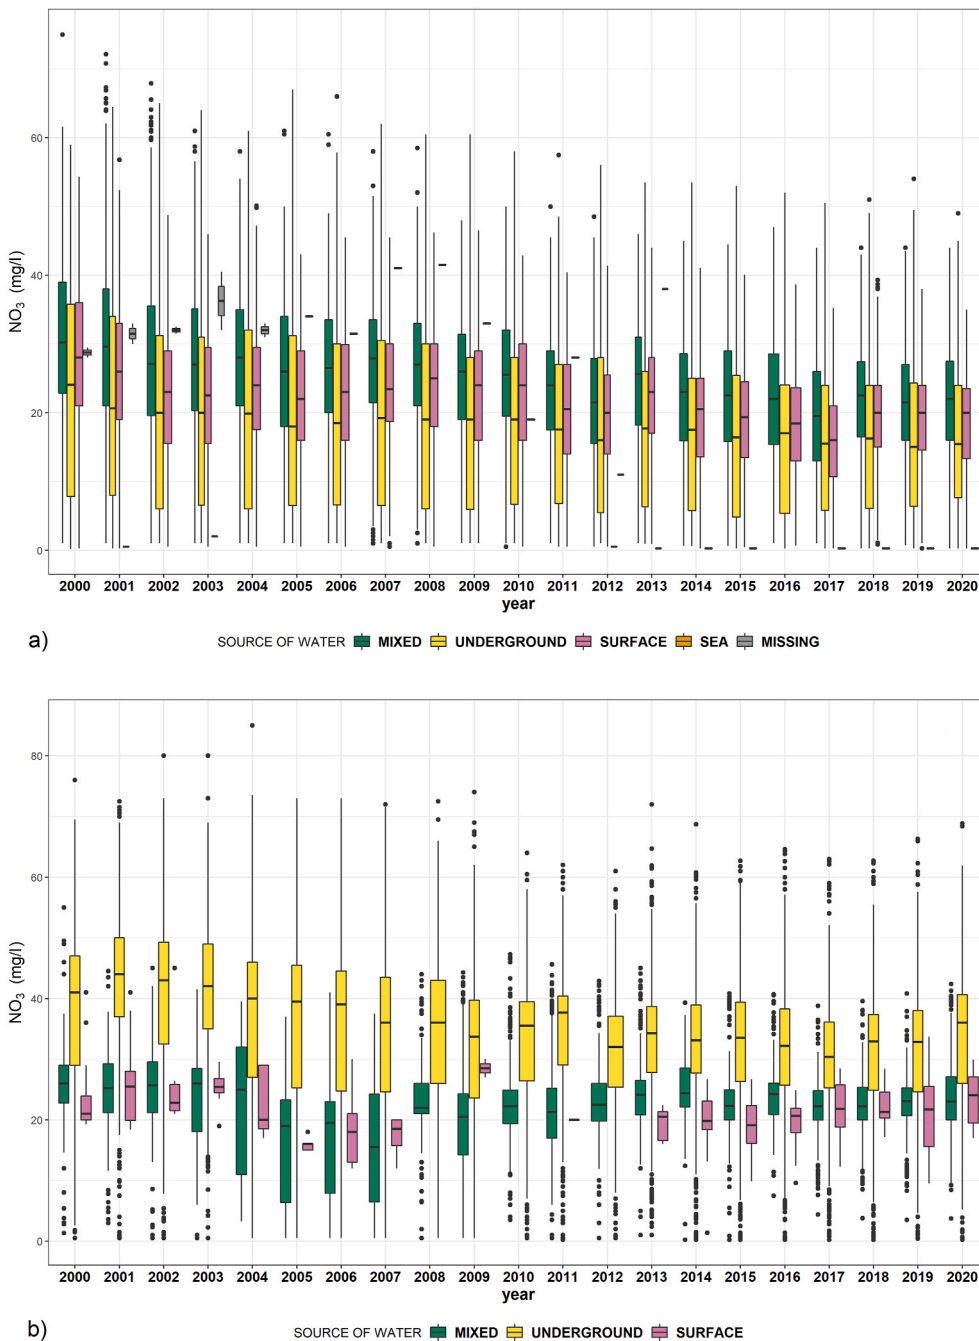 60
40
20
0
NO3 (mg/l)
2000 2001 2002 2003 2004 2005 2006 2007 2008 2009 2010 2011 2012 2013 2014 2015 2016 2017 2018 2019 2020
year
a)
SOURCE OF WATER MIXED UNDERGROUND SURFACE SEA MISSING
80
60
40
20
0
NO3 (mg/l)
2000 2001 2002 2003 2004 2005 2006 2007 2008 2009 2010 2011 2012 2013 2014 2015 2016 2017 2018 2019 2020
year
b)
SOURCE OF WATER MIXED UNDERGROUND SURFACE